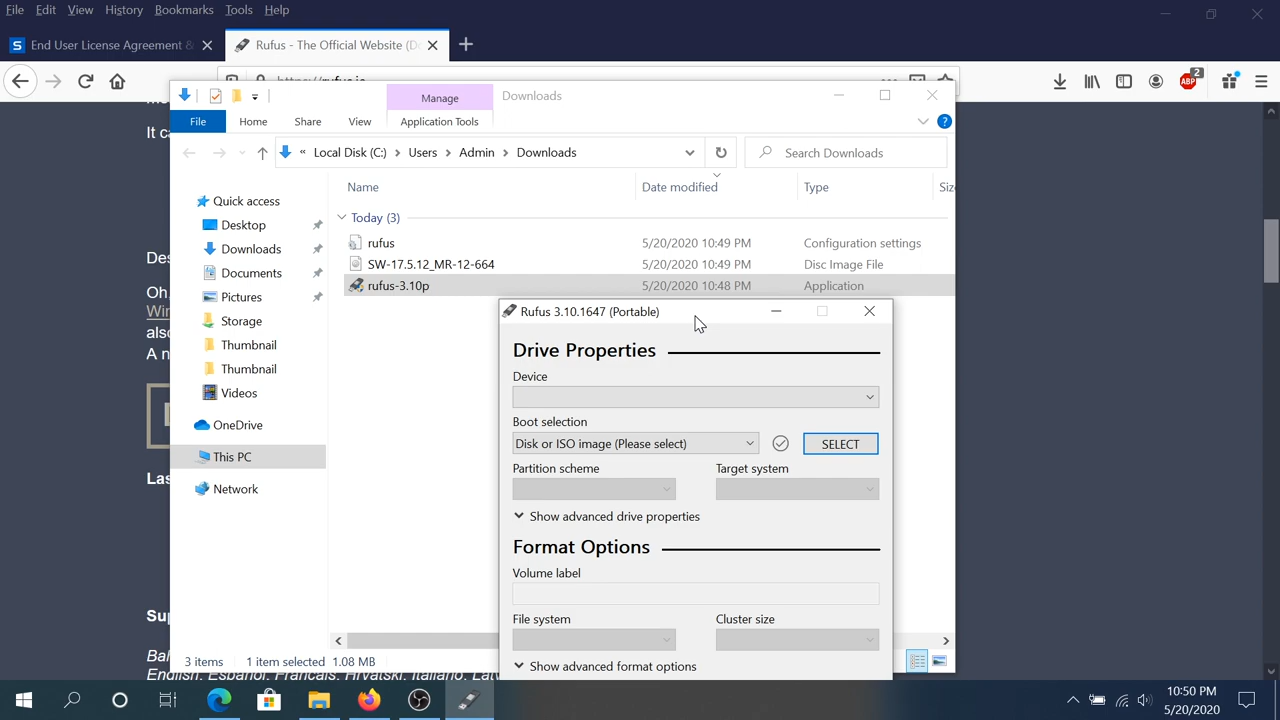 File Edit View History Bookmarks Tools Help
End User License Agreement &
Rufus - The Official Website (D
Manage
Downloads
File Home Share View Application Tools
« Local Disk (C:) > Users > Admin > Downloads
Search Downloads
It ca
Des
Oh,
Win
also
A n
Las
Sup
Name Date modified Type Siz
Quick access
Desktop
Downloads
Documents
Pictures
Storage
Thumbnail
Thumbnail
Videos
OneDrive
This PC
Network
Today (3)
rufus 5/20/2020 10:49 PM Configuration settings
SW-17.5.12_MR-12-664 5/20/2020 10:49 PM Disc Image File
rufus-3.10p 5/20/2020 10:48 PM Application
Rufus 3.10.1647 (Portable)
Drive Properties
Device
Boot selection
Disk or ISO image (Please select) SELECT
Partition scheme Target system
Show advanced drive properties
Format Options
Volume label
File system Cluster size
Show advanced format options
3 items 1 item selected 1.08 MB
2
10:50 PM
5/20/2020